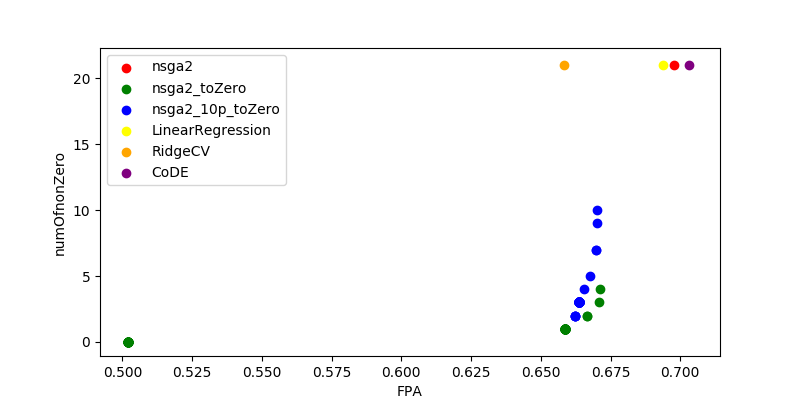 nsga2
nsga2_toZero
nsga2_10p_toZero
LinearRegression
RidgeCV
CoDE
numOfnonZero
20
15
10
5
0
0.500 0.525 0.550 0.575 0.600 0.625 0.650 0.675 0.700
FPA